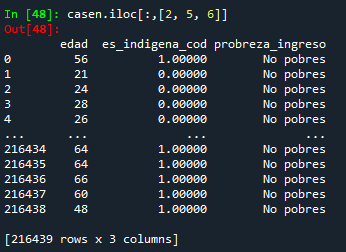 In [48]: casen.iloc[:,[2, 5, 6]]
Out[48]:
edad es_indigena_cod probreza_ingreso
0 56 1.00000 No pobres
1 21 0.00000 No pobres
2 24 0.00000 No pobres
3 28 0.00000 No pobres
4 26 0.00000 No pobres
... ... ... ...
216434 64 1.00000 No pobres
216435 64 1.00000 No pobres
216436 66 1.00000 No pobres
216437 60 1.00000 No pobres
216438 48 1.00000 No pobres
[216439 rows x 3 columns]